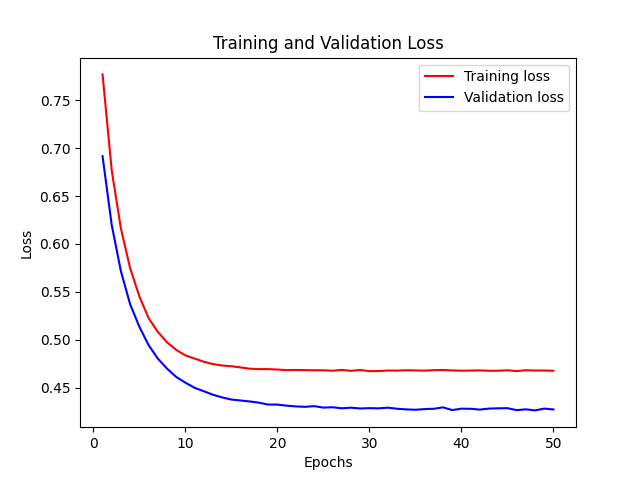 Training and Validation Loss
Training loss
Validation loss
Loss
0.75
0.70
0.65
0.60
0.55
0.50
0.45
0 10 20 30 40 50
Epochs